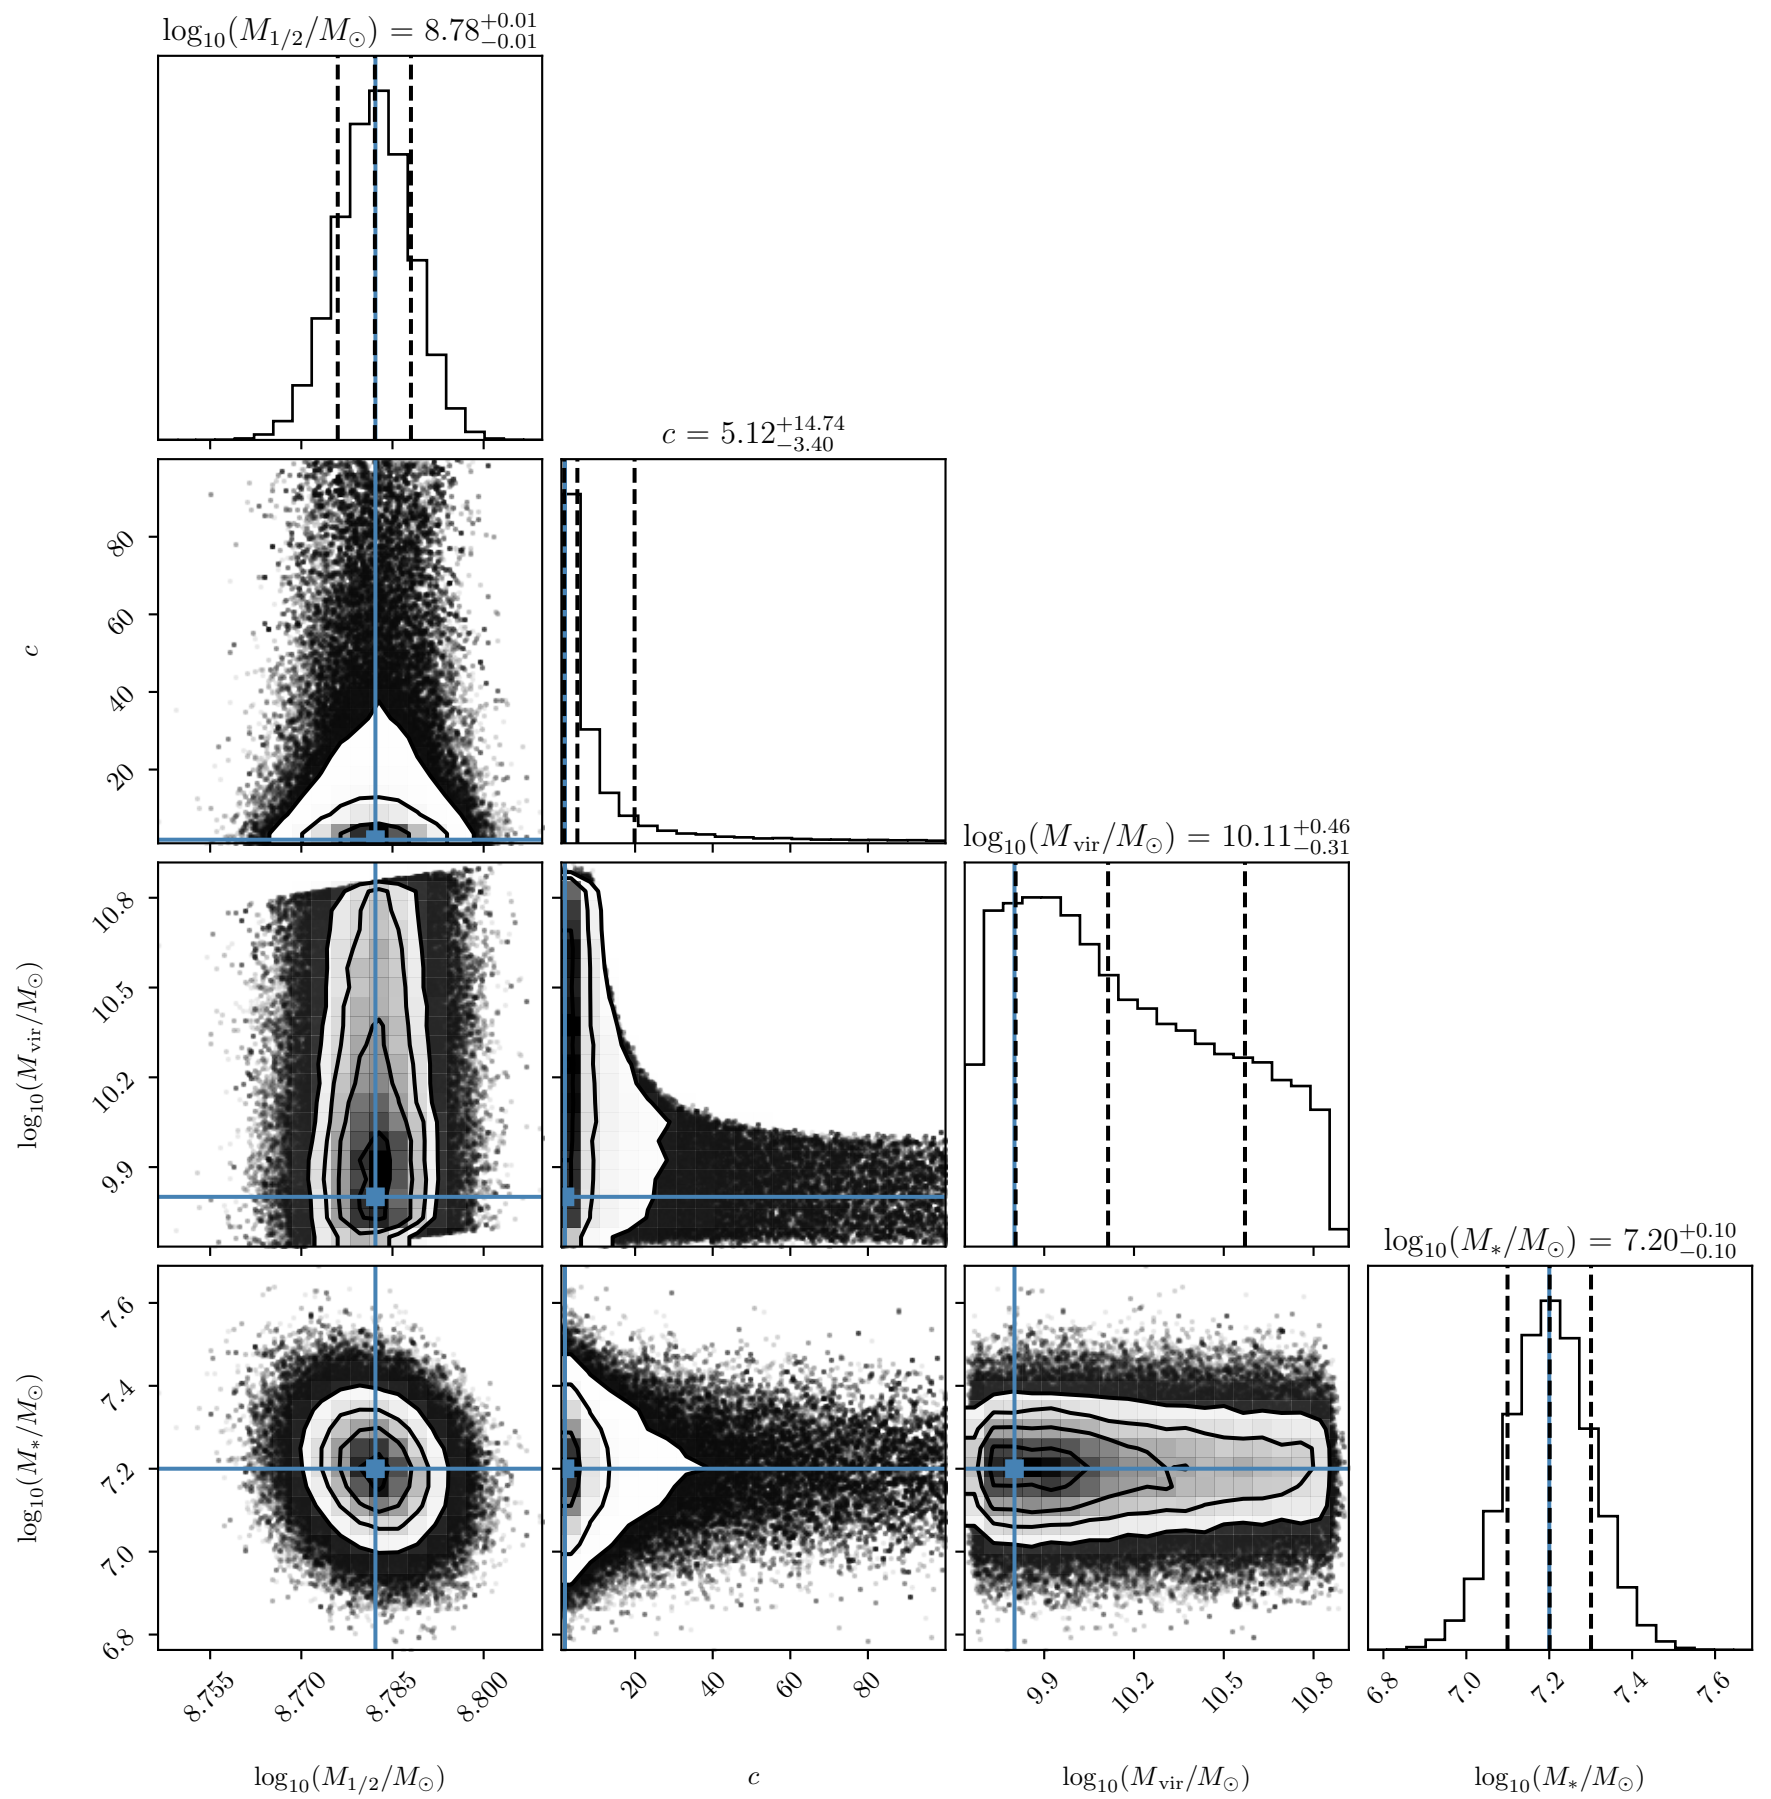 log₁₀(M₁/₂/M⊙) = 8.78⁺⁰·⁰¹₋₀.₀₁
c = 5.12⁺¹⁴·⁷⁴₋₃.₄₀
80
60
40
20
c
log₁₀(Mᵥᵢᵣ/M⊙) = 10.11⁺⁰·⁴⁶₋₀.₃₁
10.8
10.5
10.2
9.9
log₁₀(Mᵥᵢᵣ/M⊙)
log₁₀(M∗/M⊙) = 7.20⁺⁰·¹⁰₋₀.₁₀
7.6
7.4
7.2
7.0
6.8
log₁₀(M∗/M⊙)
8.755 8.770 8.785 8.800 20 40 60 80 9.9 10.2 10.5 10.8 6.8 7.0 7.2 7.4 7.6
log₁₀(M₁/₂/M⊙) c log₁₀(Mᵥᵢᵣ/M⊙) log₁₀(M∗/M⊙)